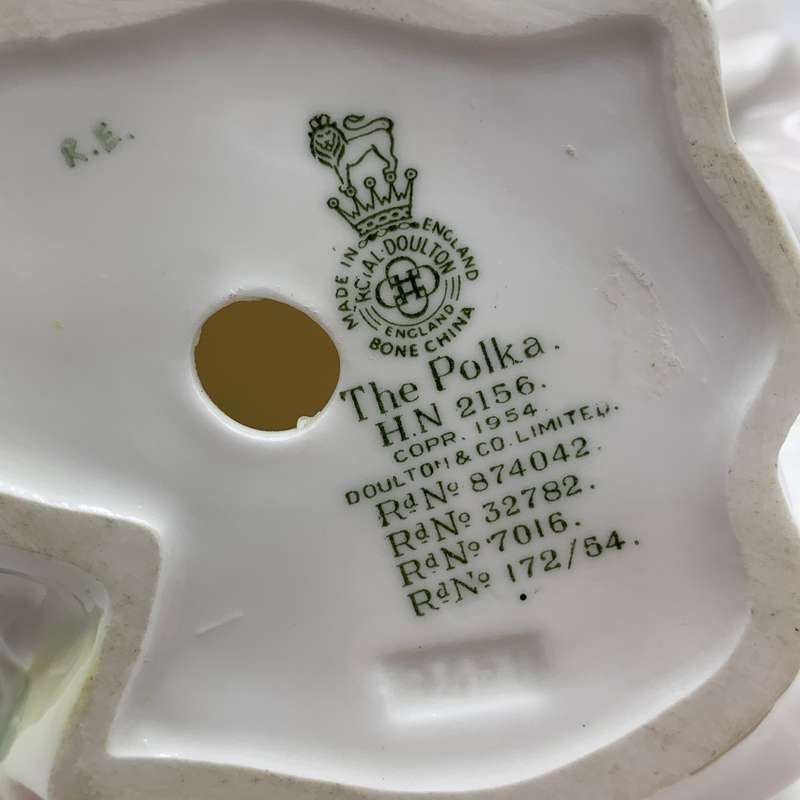 R.E.
MADE IN ENGLAND
ROYAL·DOULTON
ENGLAND
BONE CHINA
The Polka.
H.N 2156.
COPR. 1954.
DOULTON & CO. LIMITED.
Rd No 874042.
Rd No 32782.
Rd No 7016.
Rd No 172/54.